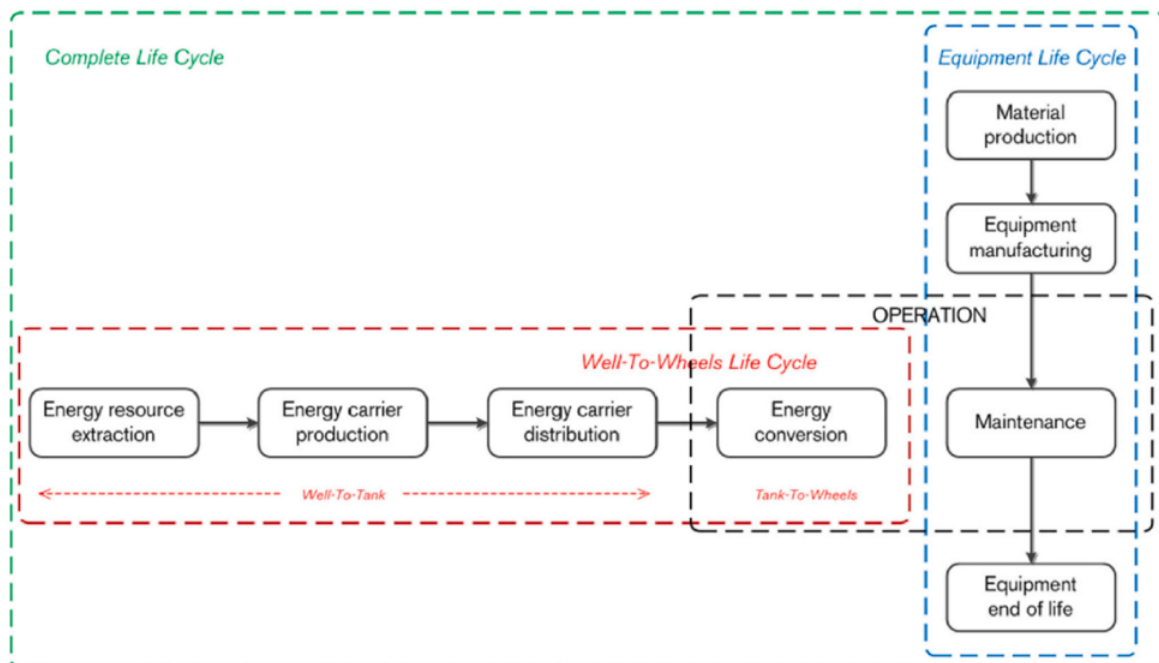 Complete Life Cycle
Equipment Life Cycle
Material
production
Equipment
manufacturing
OPERATION
Well-To-Wheels Life Cycle
Energy resource
extraction
Energy carrier
production
Energy carrier
distribution
Energy
conversion
Maintenance
Well-To-Tank
Tank-To-Wheels
Equipment
end of life